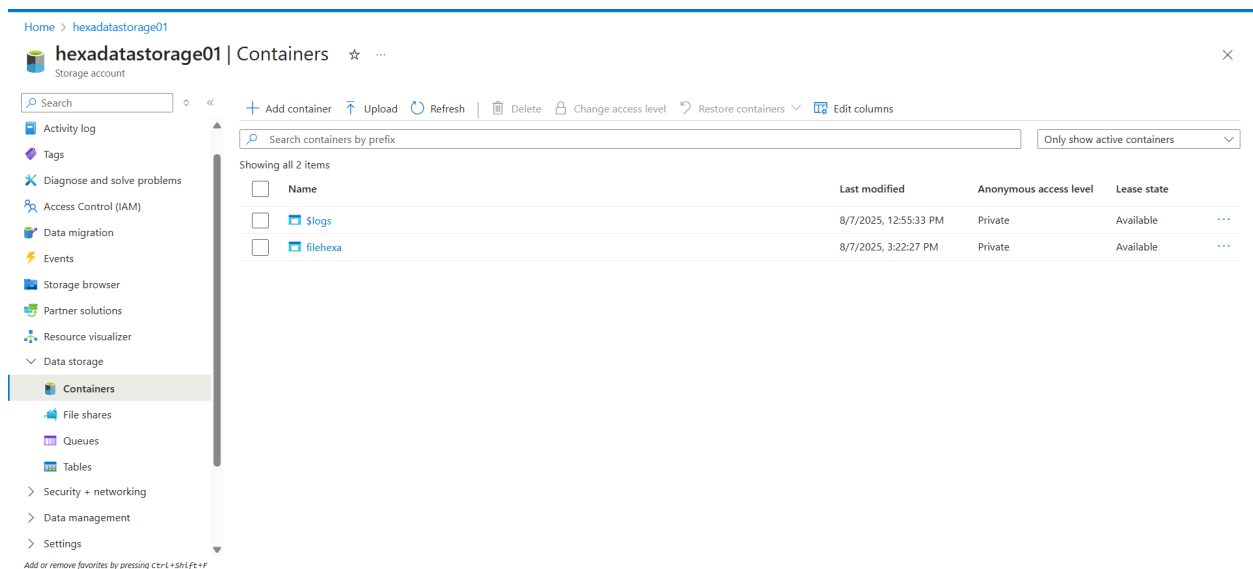 Home > hexadatastorage01
hexadatastorage01 | Containers
Storage account
Search
Activity log
Tags
Diagnose and solve problems
Access Control (IAM)
Data migration
Events
Storage browser
Partner solutions
Resource visualizer
Data storage
Containers
File shares
Queues
Tables
Security + networking
Data management
Settings
Add or remove favorites by pressing Ctrl+Shift+F
Add container Upload Refresh Delete Change access level Restore containers Edit columns
Search containers by prefix Only show active containers
Showing all 2 items
Name Last modified Anonymous access level Lease state
$logs 8/7/2025, 12:55:33 PM Private Available
filehexa 8/7/2025, 3:22:27 PM Private Available